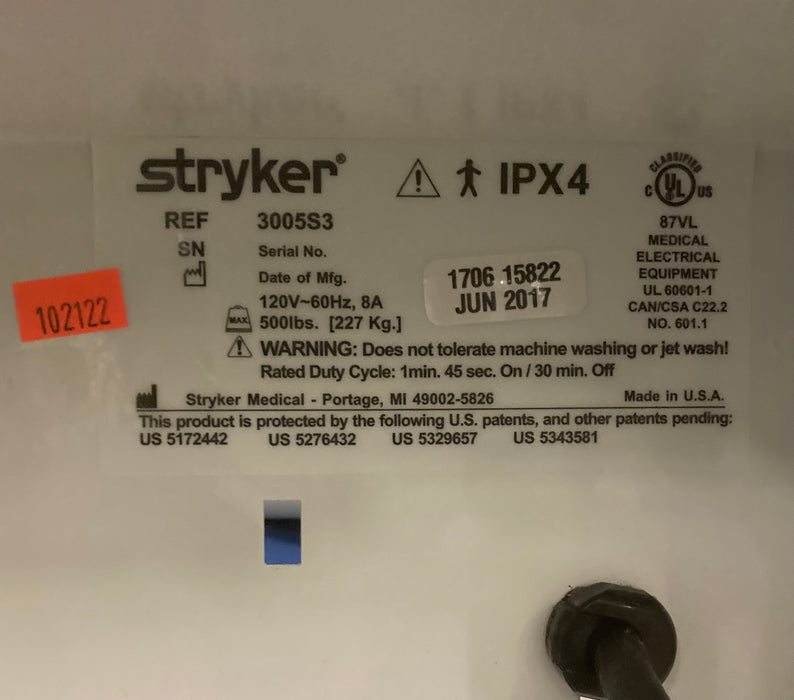 stryker®
IPX4
CLASSIFIED
C UL US
REF 3005S3
87VL
SN Serial No.
MEDICAL
ELECTRICAL
EQUIPMENT
UL 60601-1
CAN/CSA C22.2
NO. 601.1
Date of Mfg.
1706 15822
JUN 2017
102122
120V~60Hz, 8A
MAX 500lbs. [227 Kg.]
WARNING: Does not tolerate machine washing or jet wash!
Rated Duty Cycle: 1min. 45 sec. On / 30 min. Off
Stryker Medical - Portage, MI 49002-5826 Made in U.S.A.
This product is protected by the following U.S. patents, and other patents pending:
US 5172442 US 5276432 US 5329657 US 5343581